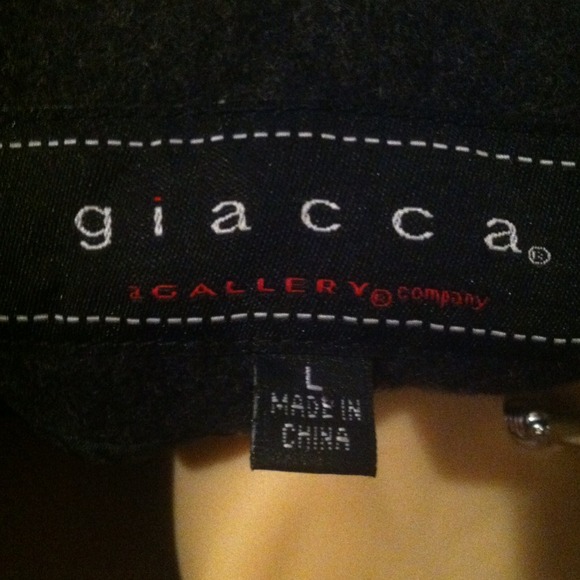 giacca®
a GALLERY® company
L
MADE IN
CHINA